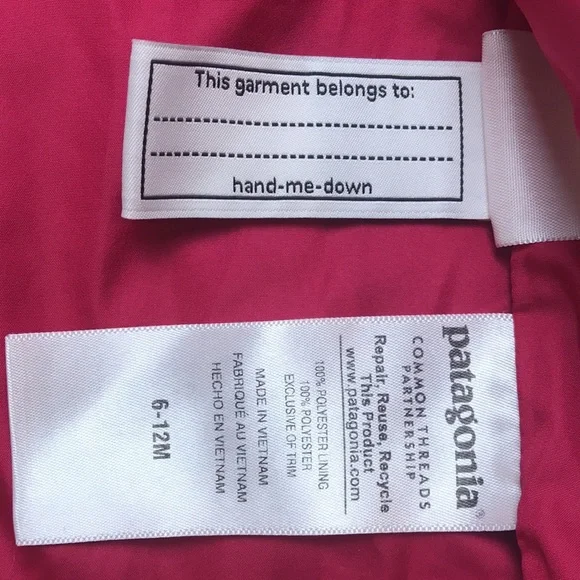 This garment belongs to:
hand-me-down
patagonia®
COMMON THREADS
PARTNERSHIP
Repair, Reuse, Recycle
This Product
www.patagonia.com
100% POLYESTER LINING
100% POLYESTER
EXCLUSIVE OF TRIM
MADE IN VIETNAM
FABRIQUÉ AU VIETNAM
HECHO EN VIETNAM
6-12M